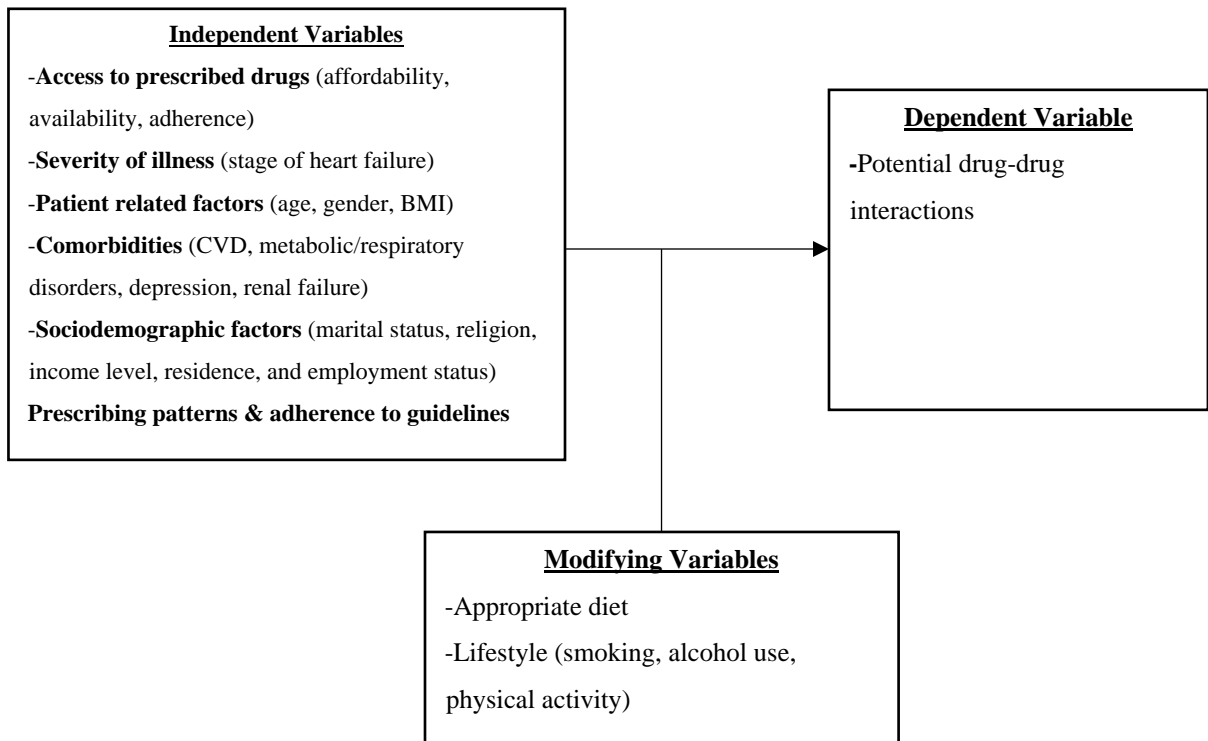 Independent Variables
-Access to prescribed drugs (affordability,
availability, adherence)
-Severity of illness (stage of heart failure)
-Patient related factors (age, gender, BMI)
-Comorbidities (CVD, metabolic/respiratory
disorders, depression, renal failure)
-Sociodemographic factors (marital status, religion,
income level, residence, and employment status)
Prescribing patterns & adherence to guidelines
Dependent Variable
-Potential drug-drug
interactions
Modifying Variables
-Appropriate diet
-Lifestyle (smoking, alcohol use,
physical activity)